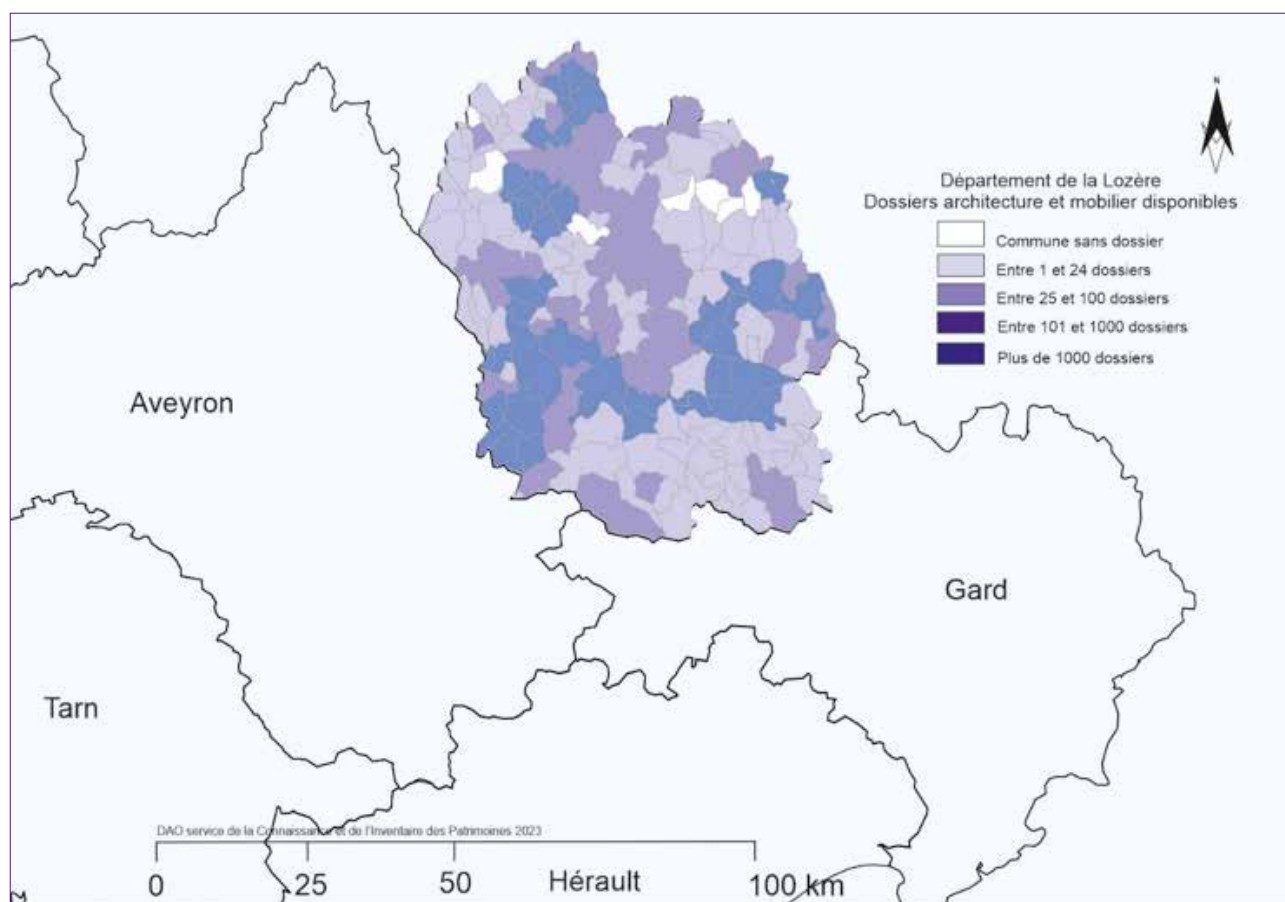 N
Département de la Lozère
Dossiers architecture et mobilier disponibles
Commune sans dossier
Entre 1 et 24 dossiers
Entre 25 et 100 dossiers
Entre 101 et 1000 dossiers
Plus de 1000 dossiers
Aveyron
Gard
Tarn
DAO service de la Connaissance et de l'Inventaire des Patrimoines 2023
0 25 50 Hérault 100 km